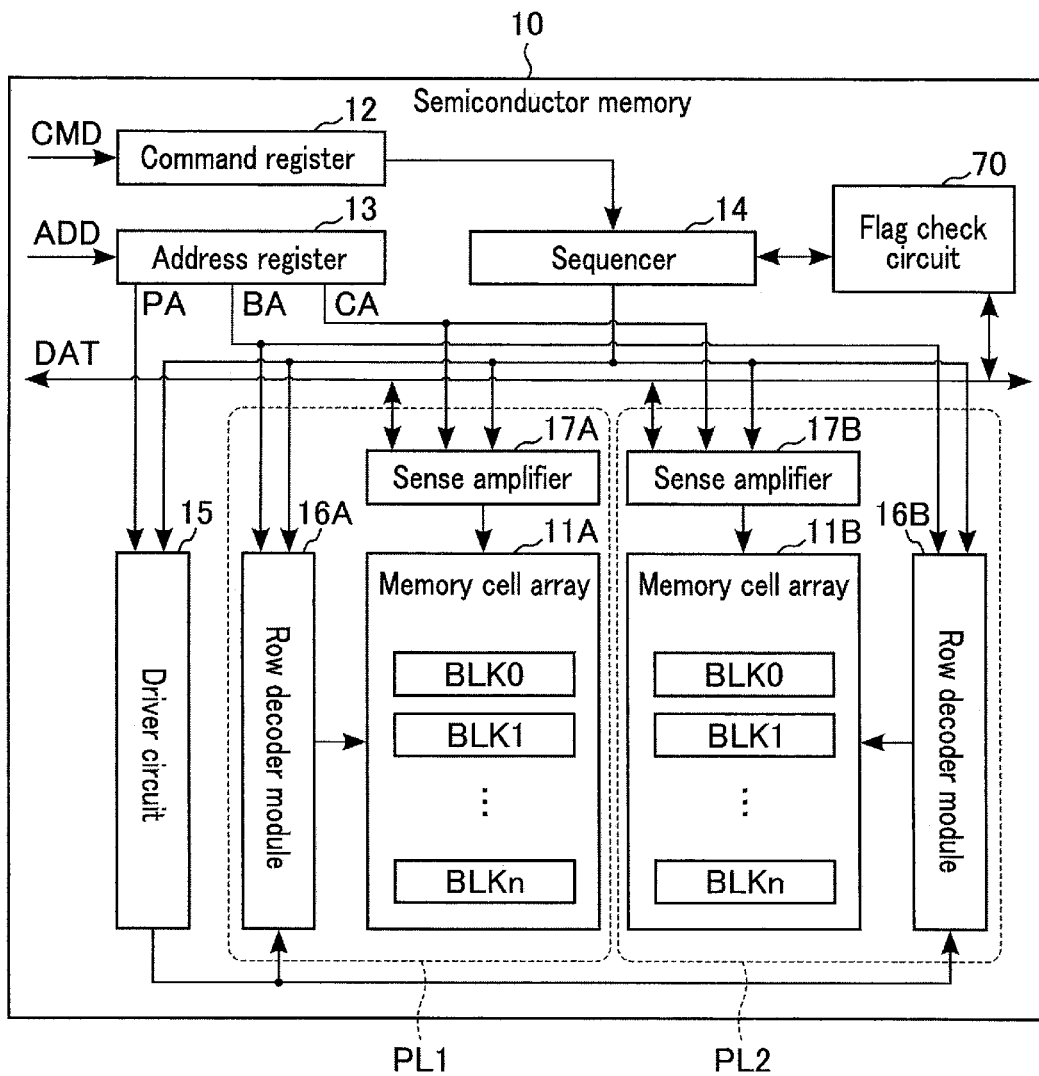 10
Semiconductor memory
CMD
12
Command register
70
Flag check
circuit
ADD
13
Address register
14
Sequencer
PA
BA
CA
DAT
17A
Sense amplifier
17B
Sense amplifier
15
Driver circuit
16A
Row decoder module
11A
Memory cell array
BLK0
BLK1
⋮
BLKn
11B
Memory cell array
BLK0
BLK1
⋮
BLKn
16B
Row decoder module
PL1
PL2